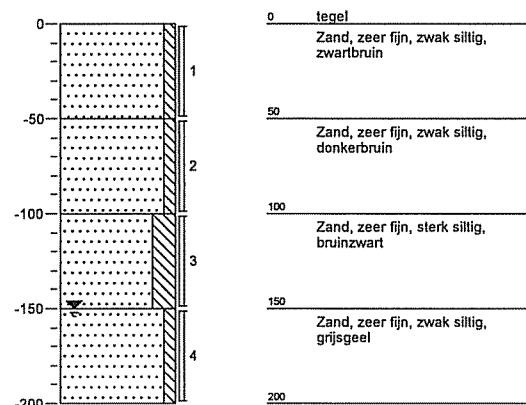 0
-50
-100
-150
-200
1
2
3
4
0 tegel
Zand, zeer fijn, zwak siltig,
zwartbruin
50
Zand, zeer fijn, zwak siltig,
donkerbruin
100
Zand, zeer fijn, sterk siltig,
bruinzwart
150
Zand, zeer fijn, zwak siltig,
grijsgeel
200